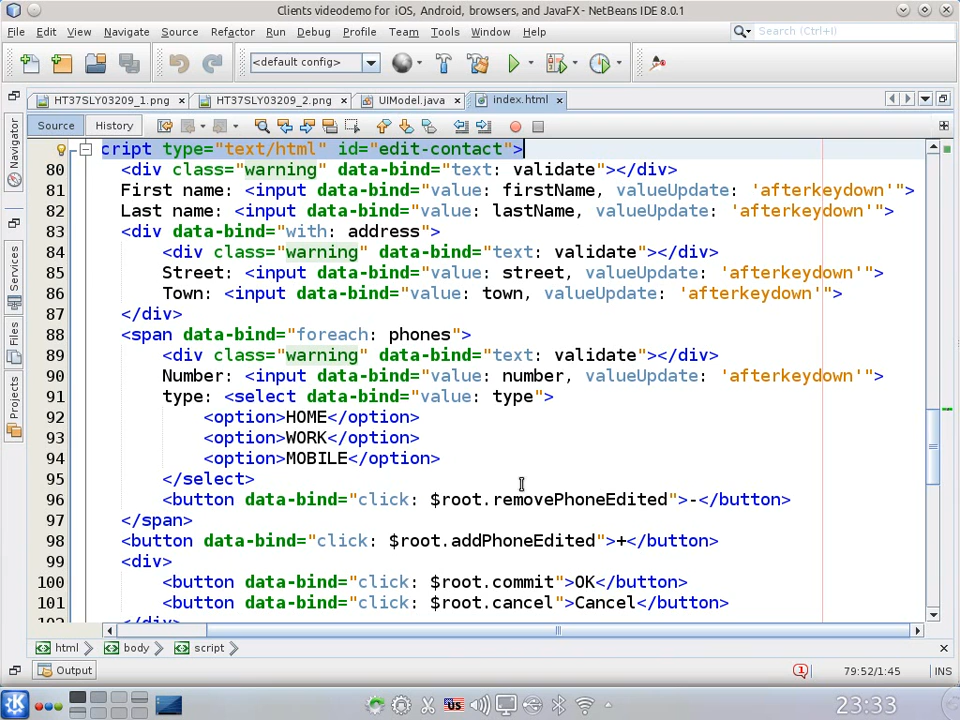 Clients videodemo for iOS, Android, browsers, and JavaFX - NetBeans IDE 8.0.1
File Edit View Navigate Source Refactor Run Debug Profile Team Tools Window Help
Search (Ctrl+I)
<default config>
HT37SLY03209_1.png HT37SLY03209_2.png UIModel.java index.html
Source History
Navigator
Services
Files
Projects
cript type="text/html" id="edit-contact">
80 <div class="warning" data-bind="text: validate"></div>
81 First name: <input data-bind="value: firstName, valueUpdate: 'afterkeydown'">
82 Last name: <input data-bind="value: lastName, valueUpdate: 'afterkeydown'">
83 <div data-bind="with: address">
84 <div class="warning" data-bind="text: validate"></div>
85 Street: <input data-bind="value: street, valueUpdate: 'afterkeydown'">
86 Town: <input data-bind="value: town, valueUpdate: 'afterkeydown'">
87 </div>
88 <span data-bind="foreach: phones">
89 <div class="warning" data-bind="text: validate"></div>
90 Number: <input data-bind="value: number, valueUpdate: 'afterkeydown'">
91 type: <select data-bind="value: type">
92 <option>HOME</option>
93 <option>WORK</option>
94 <option>MOBILE</option>
95 </select>
96 <button data-bind="click: $root.removePhoneEdited">-</button>
97 </span>
98 <button data-bind="click: $root.addPhoneEdited">+</button>
99 <div>
100 <button data-bind="click: $root.commit">OK</button>
101 <button data-bind="click: $root.cancel">Cancel</button>
html body script
Output
1 79:52/1:45 INS
US
23:33